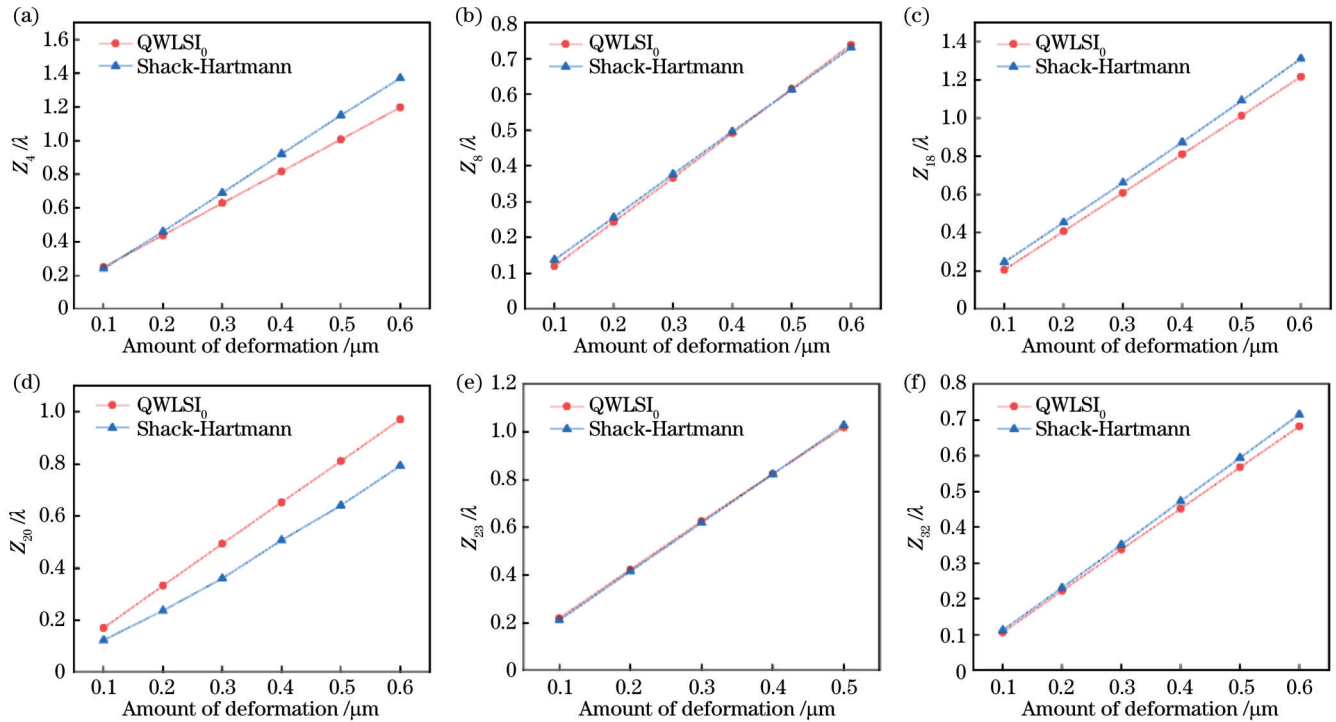 (a)
1.6
1.4
1.2
1.0
0.8
0.6
0.4
0.2
0
Z4 /λ
QWLSI0
Shack-Hartmann
0.1 0.2 0.3 0.4 0.5 0.6
Amount of deformation /μm
(b)
0.8
0.7
0.6
0.5
0.4
0.3
0.2
0.1
0
Z8 /λ
QWLSI0
Shack-Hartmann
0.1 0.2 0.3 0.4 0.5 0.6
Amount of deformation /μm
(c)
1.4
1.2
1.0
0.8
0.6
0.4
0.2
0
Z18 /λ
QWLSI0
Shack-Hartmann
0.1 0.2 0.3 0.4 0.5 0.6
Amount of deformation /μm
(d)
1.0
0.8
0.6
0.4
0.2
0
Z20 /λ
QWLSI0
Shack-Hartmann
0.1 0.2 0.3 0.4 0.5 0.6
Amount of deformation /μm
(e)
1.2
1.0
0.8
0.6
0.4
0.2
0
Z23 /λ
QWLSI0
Shack-Hartmann
0.1 0.2 0.3 0.4 0.5
Amount of deformation /μm
(f)
0.8
0.7
0.6
0.5
0.4
0.3
0.2
0.1
0
Z32 /λ
QWLSI0
Shack-Hartmann
0.1 0.2 0.3 0.4 0.5 0.6
Amount of deformation /μm